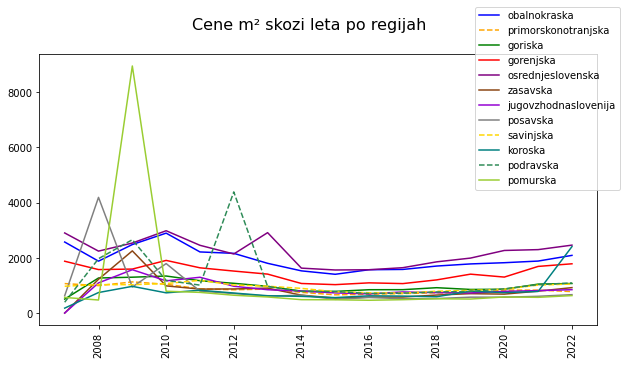 Cene m² skozi leta po regijah
obalnokraska
primorskonotranjska
goriska
gorenjska
osrednjeslovenska
zasavska
jugovzhodnaslovenija
posavska
savinjska
koroska
podravska
pomurska
8000
6000
4000
2000
0
2008
2010
2012
2014
2016
2018
2020
2022